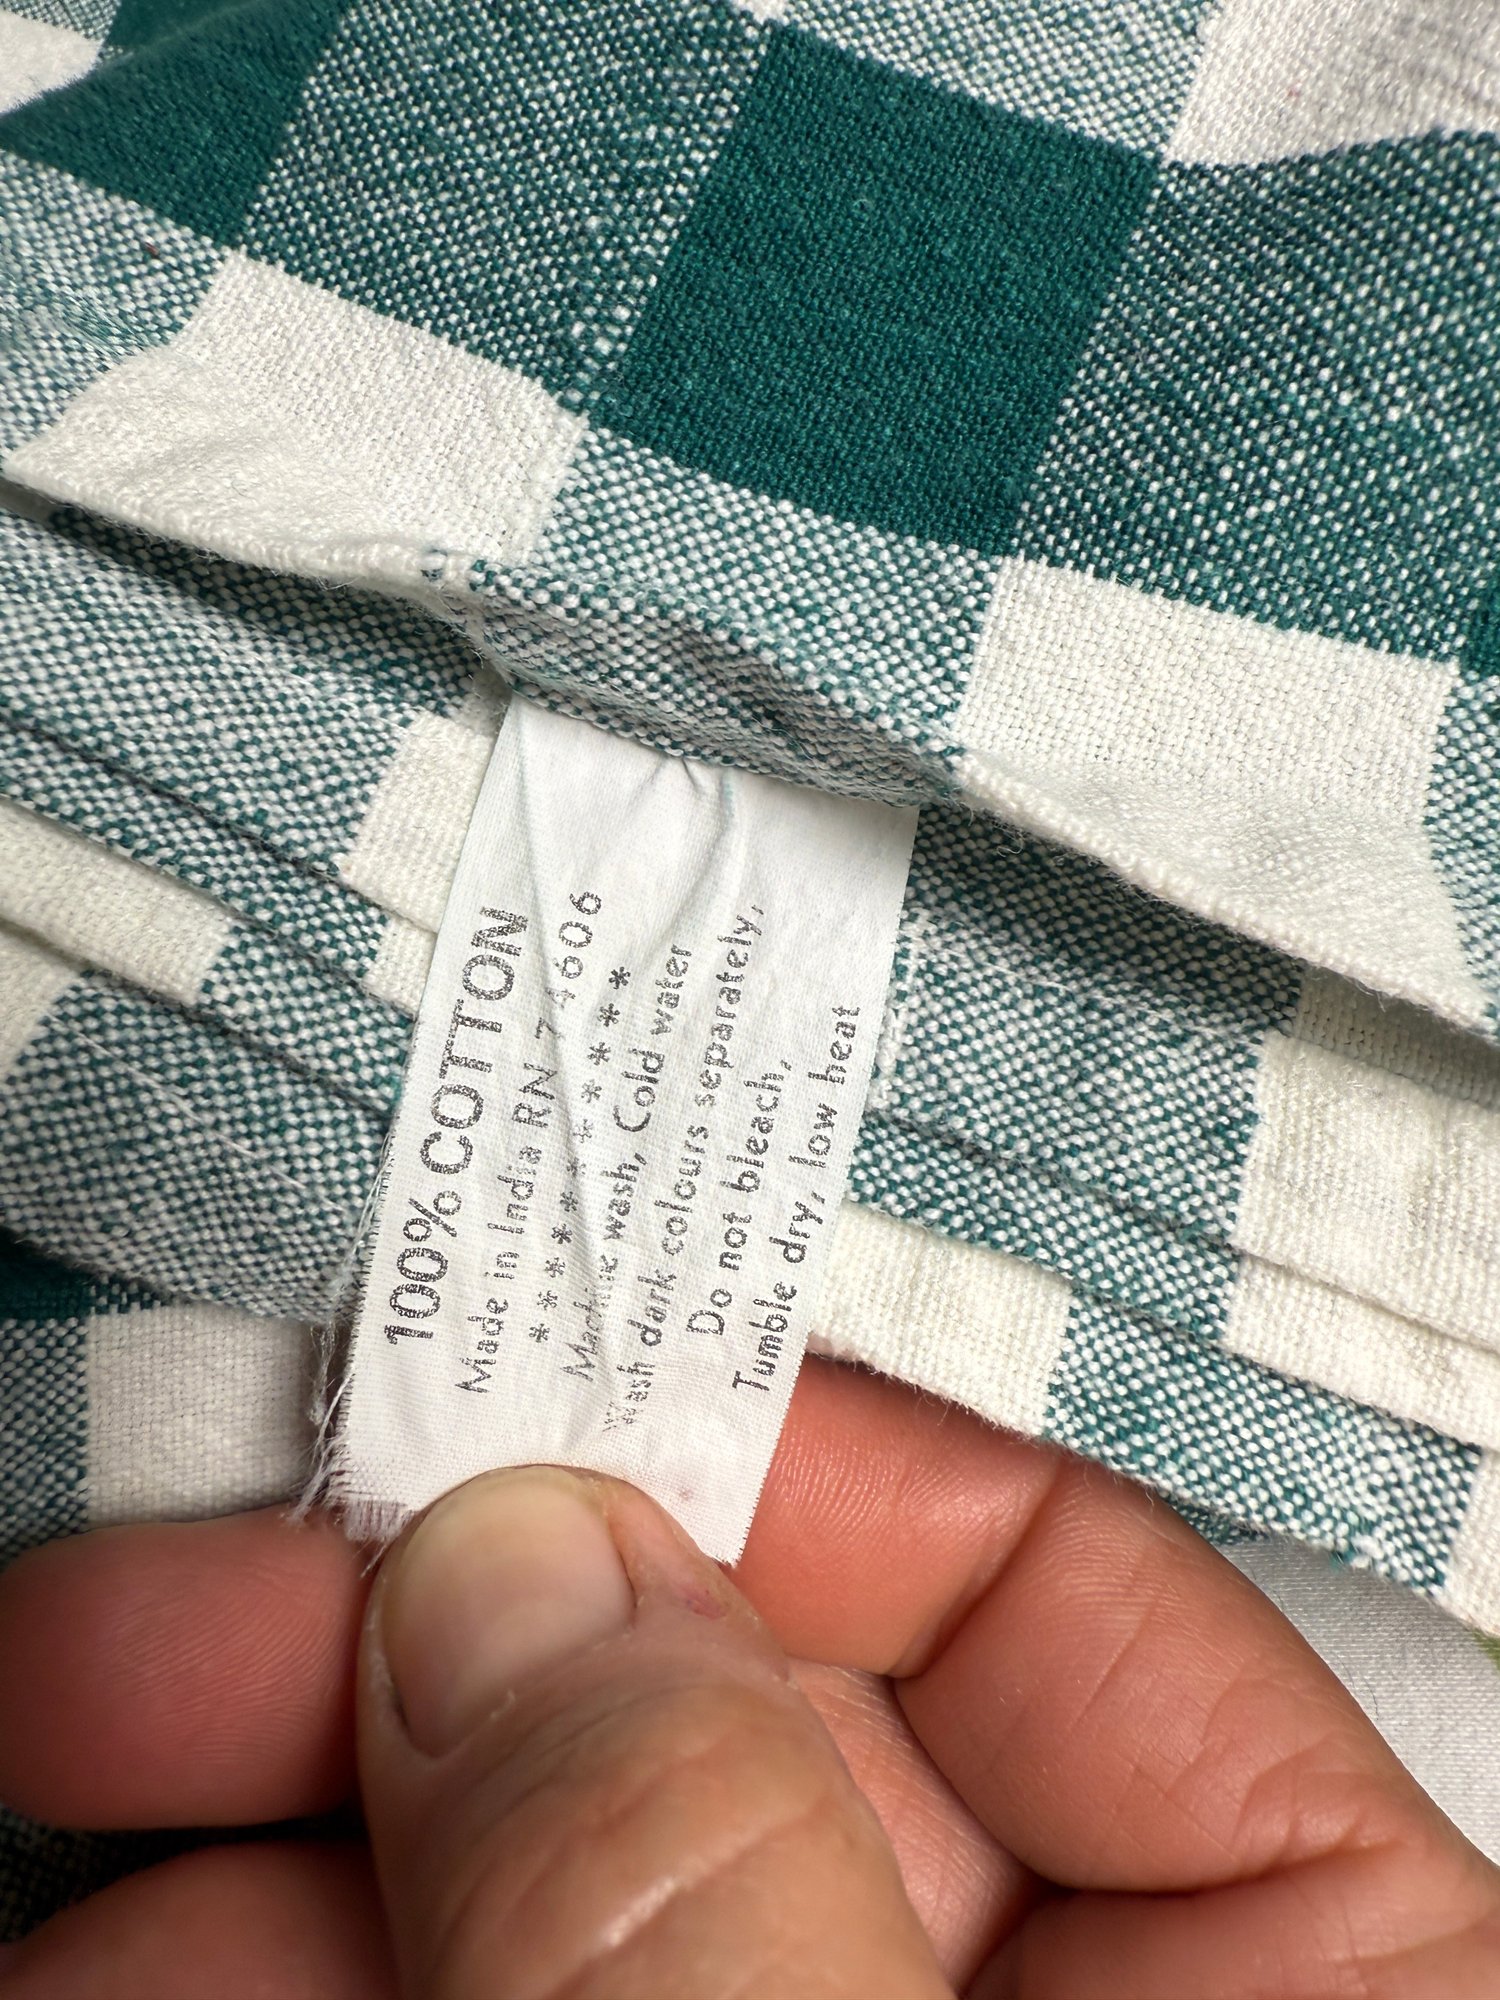 100% COTTON
Made in India RN 74606
* * * * * * * * * *
Machine wash, Cold water
Wash dark colours separately,
Do not bleach,
Tumble dry, low heat